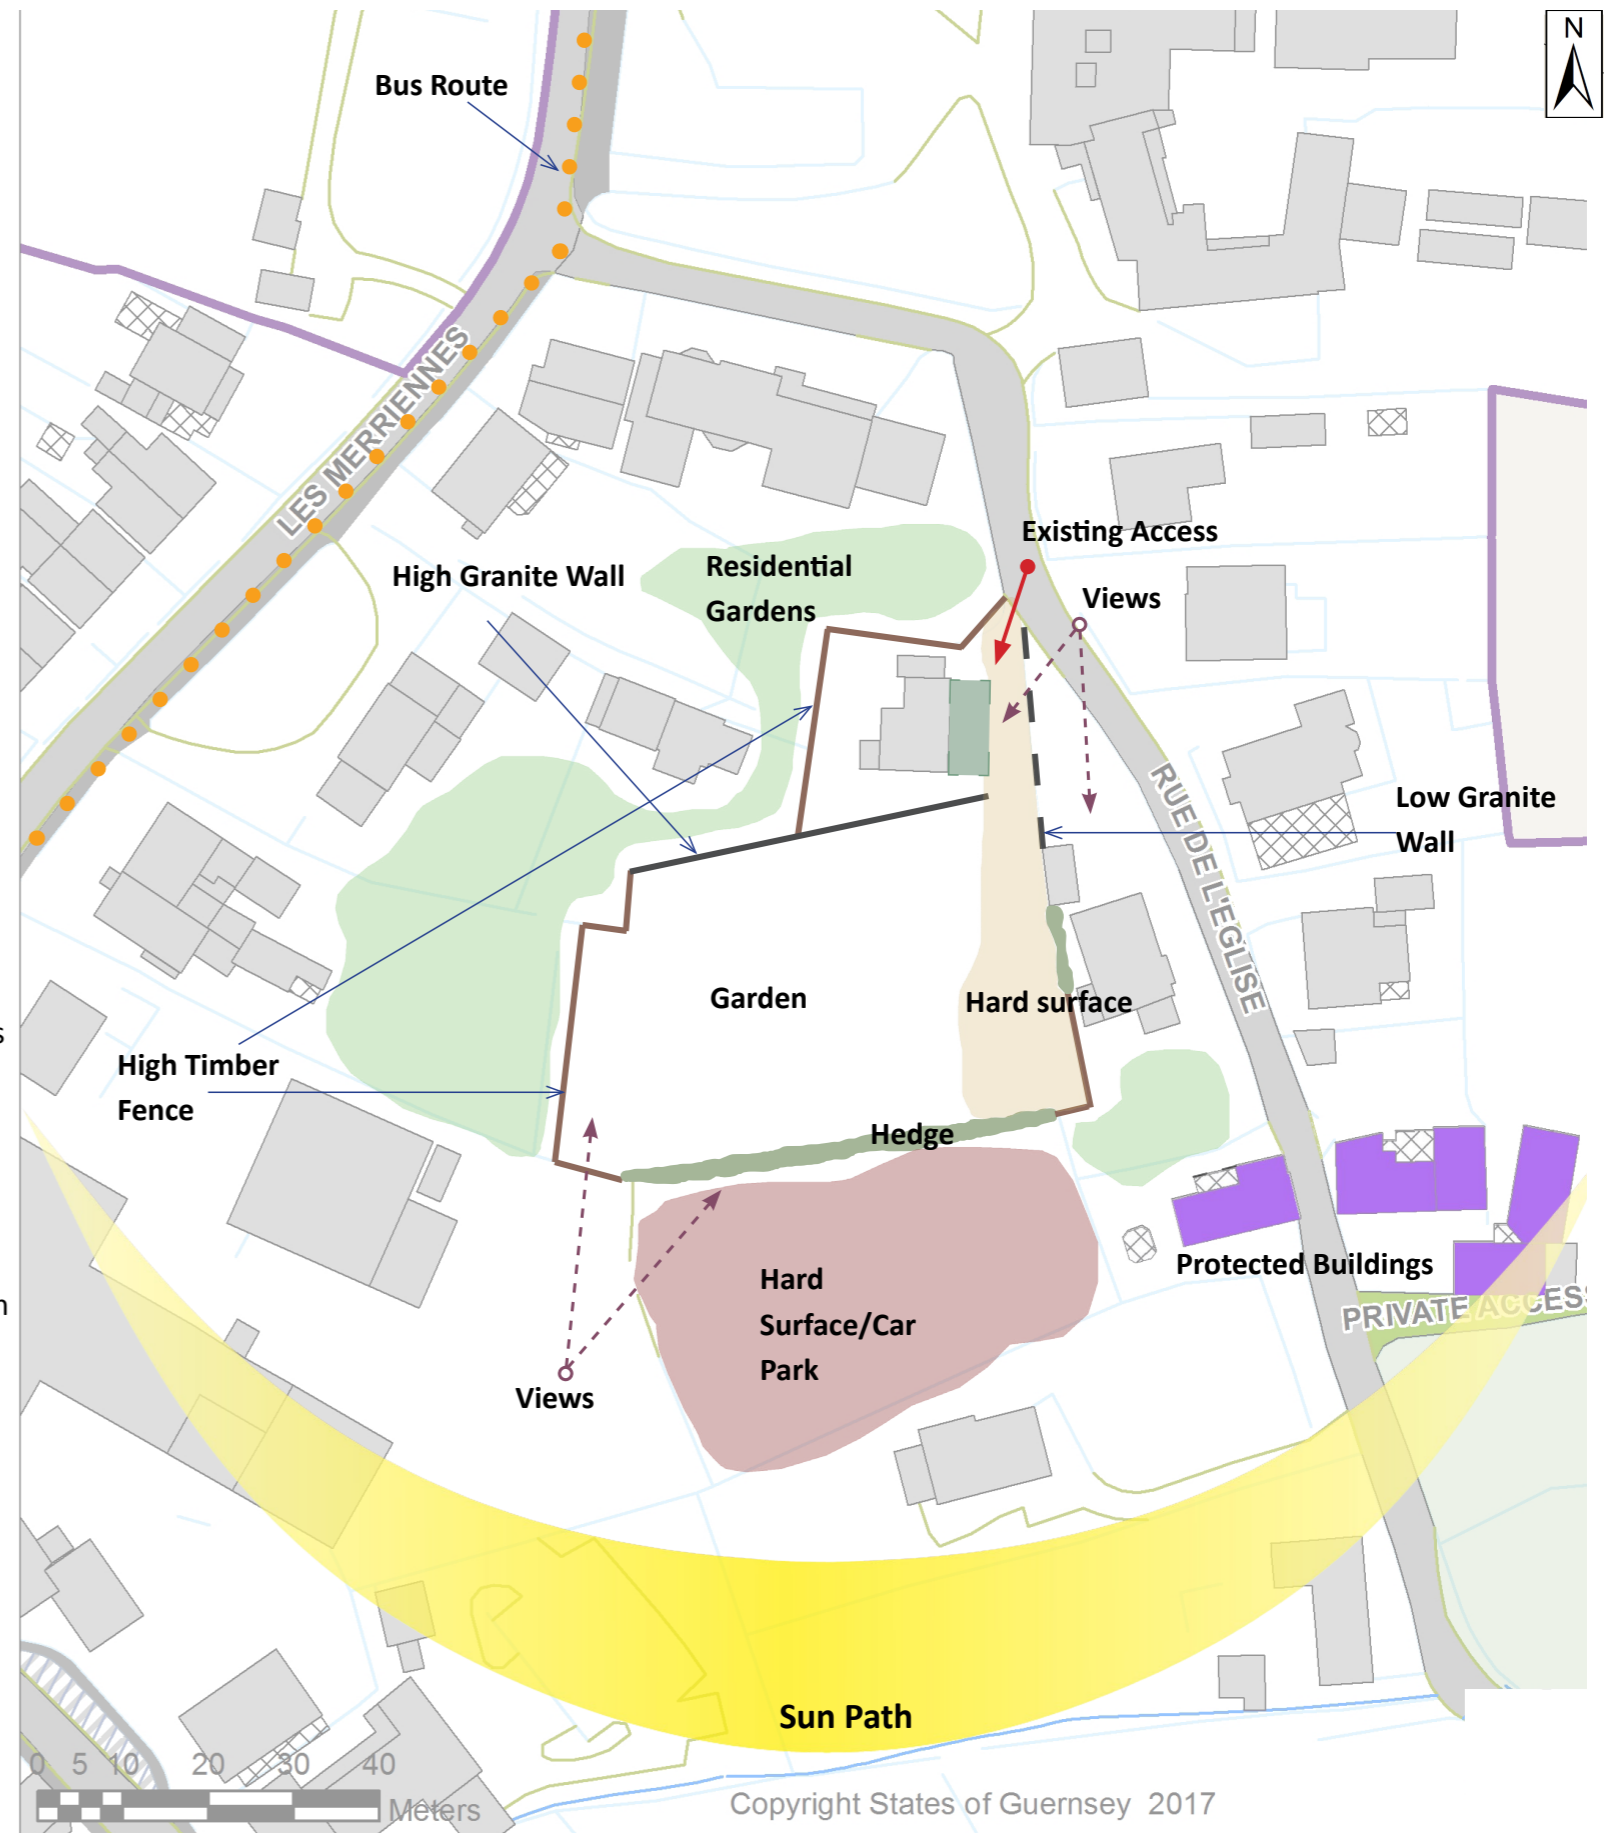 N
Bus Route
LES MERRIENNES
Existing Access
High Granite Wall
Residential
Gardens
Views
Low Granite
Wall
RUE DE L'EGLISE
Garden
Hard surface
s
High Timber
Fence
Hedge
Protected Buildings
Hard
Surface/Car
Park
n
PRIVATE ACCESS
Views
Sun Path
0 5 10 20 30 40
Meters
Copyright States of Guernsey 2017